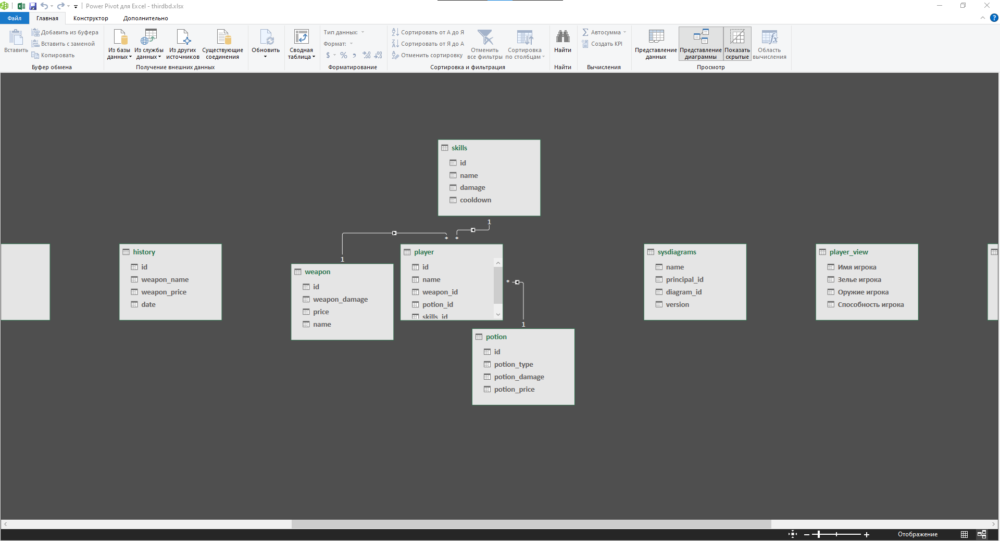 Power Pivot для Excel - thirdbd.xlsx
Файл Главная Конструктор Дополнительно ?
Вставить
Добавить из буфера
Вставить с заменой
Копировать
Буфер обмена
Из базы данных
Из службы данных
Из других источников
Существующие соединения
Получение внешних данных
Обновить
Сводная таблица
Тип данных:
Формат:
$ % , ,00 ,00
Форматирование
Сортировать от А до Я
Сортировать от Я до А
Отменить сортировку
Отменить все фильтры
Сортировка по столбцам
Сортировка и фильтрация
Найти
Найти
Автосумма
Создать KPI
Вычисления
Представление данных
Представление диаграммы
Показать скрытые
Область вычисления
Просмотр
skills
id
name
damage
cooldown
1
* *
1
history
id
weapon_name
weapon_price
date
weapon
id
weapon_damage
price
name
player
id
name
weapon_id
potion_id
skills_id
*
1
potion
id
potion_type
potion_damage
potion_price
sysdiagrams
name
principal_id
diagram_id
version
player_view
Имя игрока
Зелье игрока
Оружие игрока
Способность игрока
Отображение